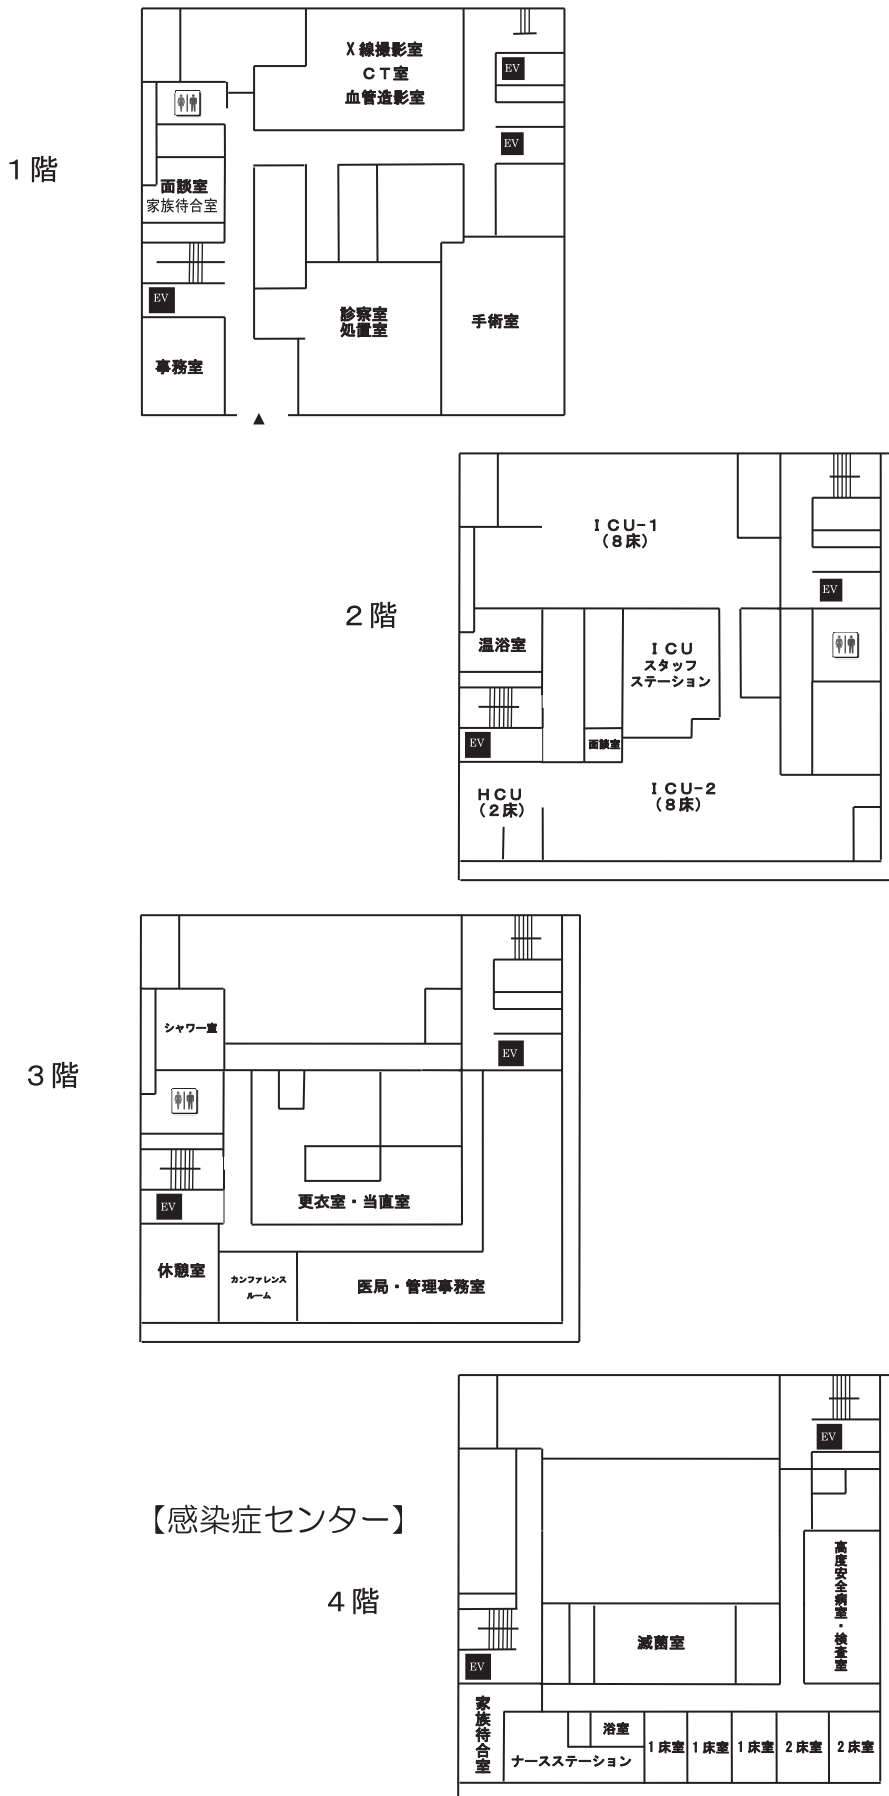 1階
X線撮影室
CT室
血管造影室
EV
EV
面談室
家族待合室
EV
診察室
処置室
手術室
事務室
▲
2階
ICU-1
(8床)
EV
温浴室
ICU
スタッフ
ステーション
EV
面談室
HCU
(2床)
ICU-2
(8床)
3階
シャワー室
EV
EV
更衣室・当直室
休憩室
カンファレンス
ルーム
医局・管理事務室
【感染症センター】
4階
EV
高度安全病室・検査室
滅菌室
EV
家族待合室
浴室
ナースステーション
1床室
1床室
1床室
2床室
2床室